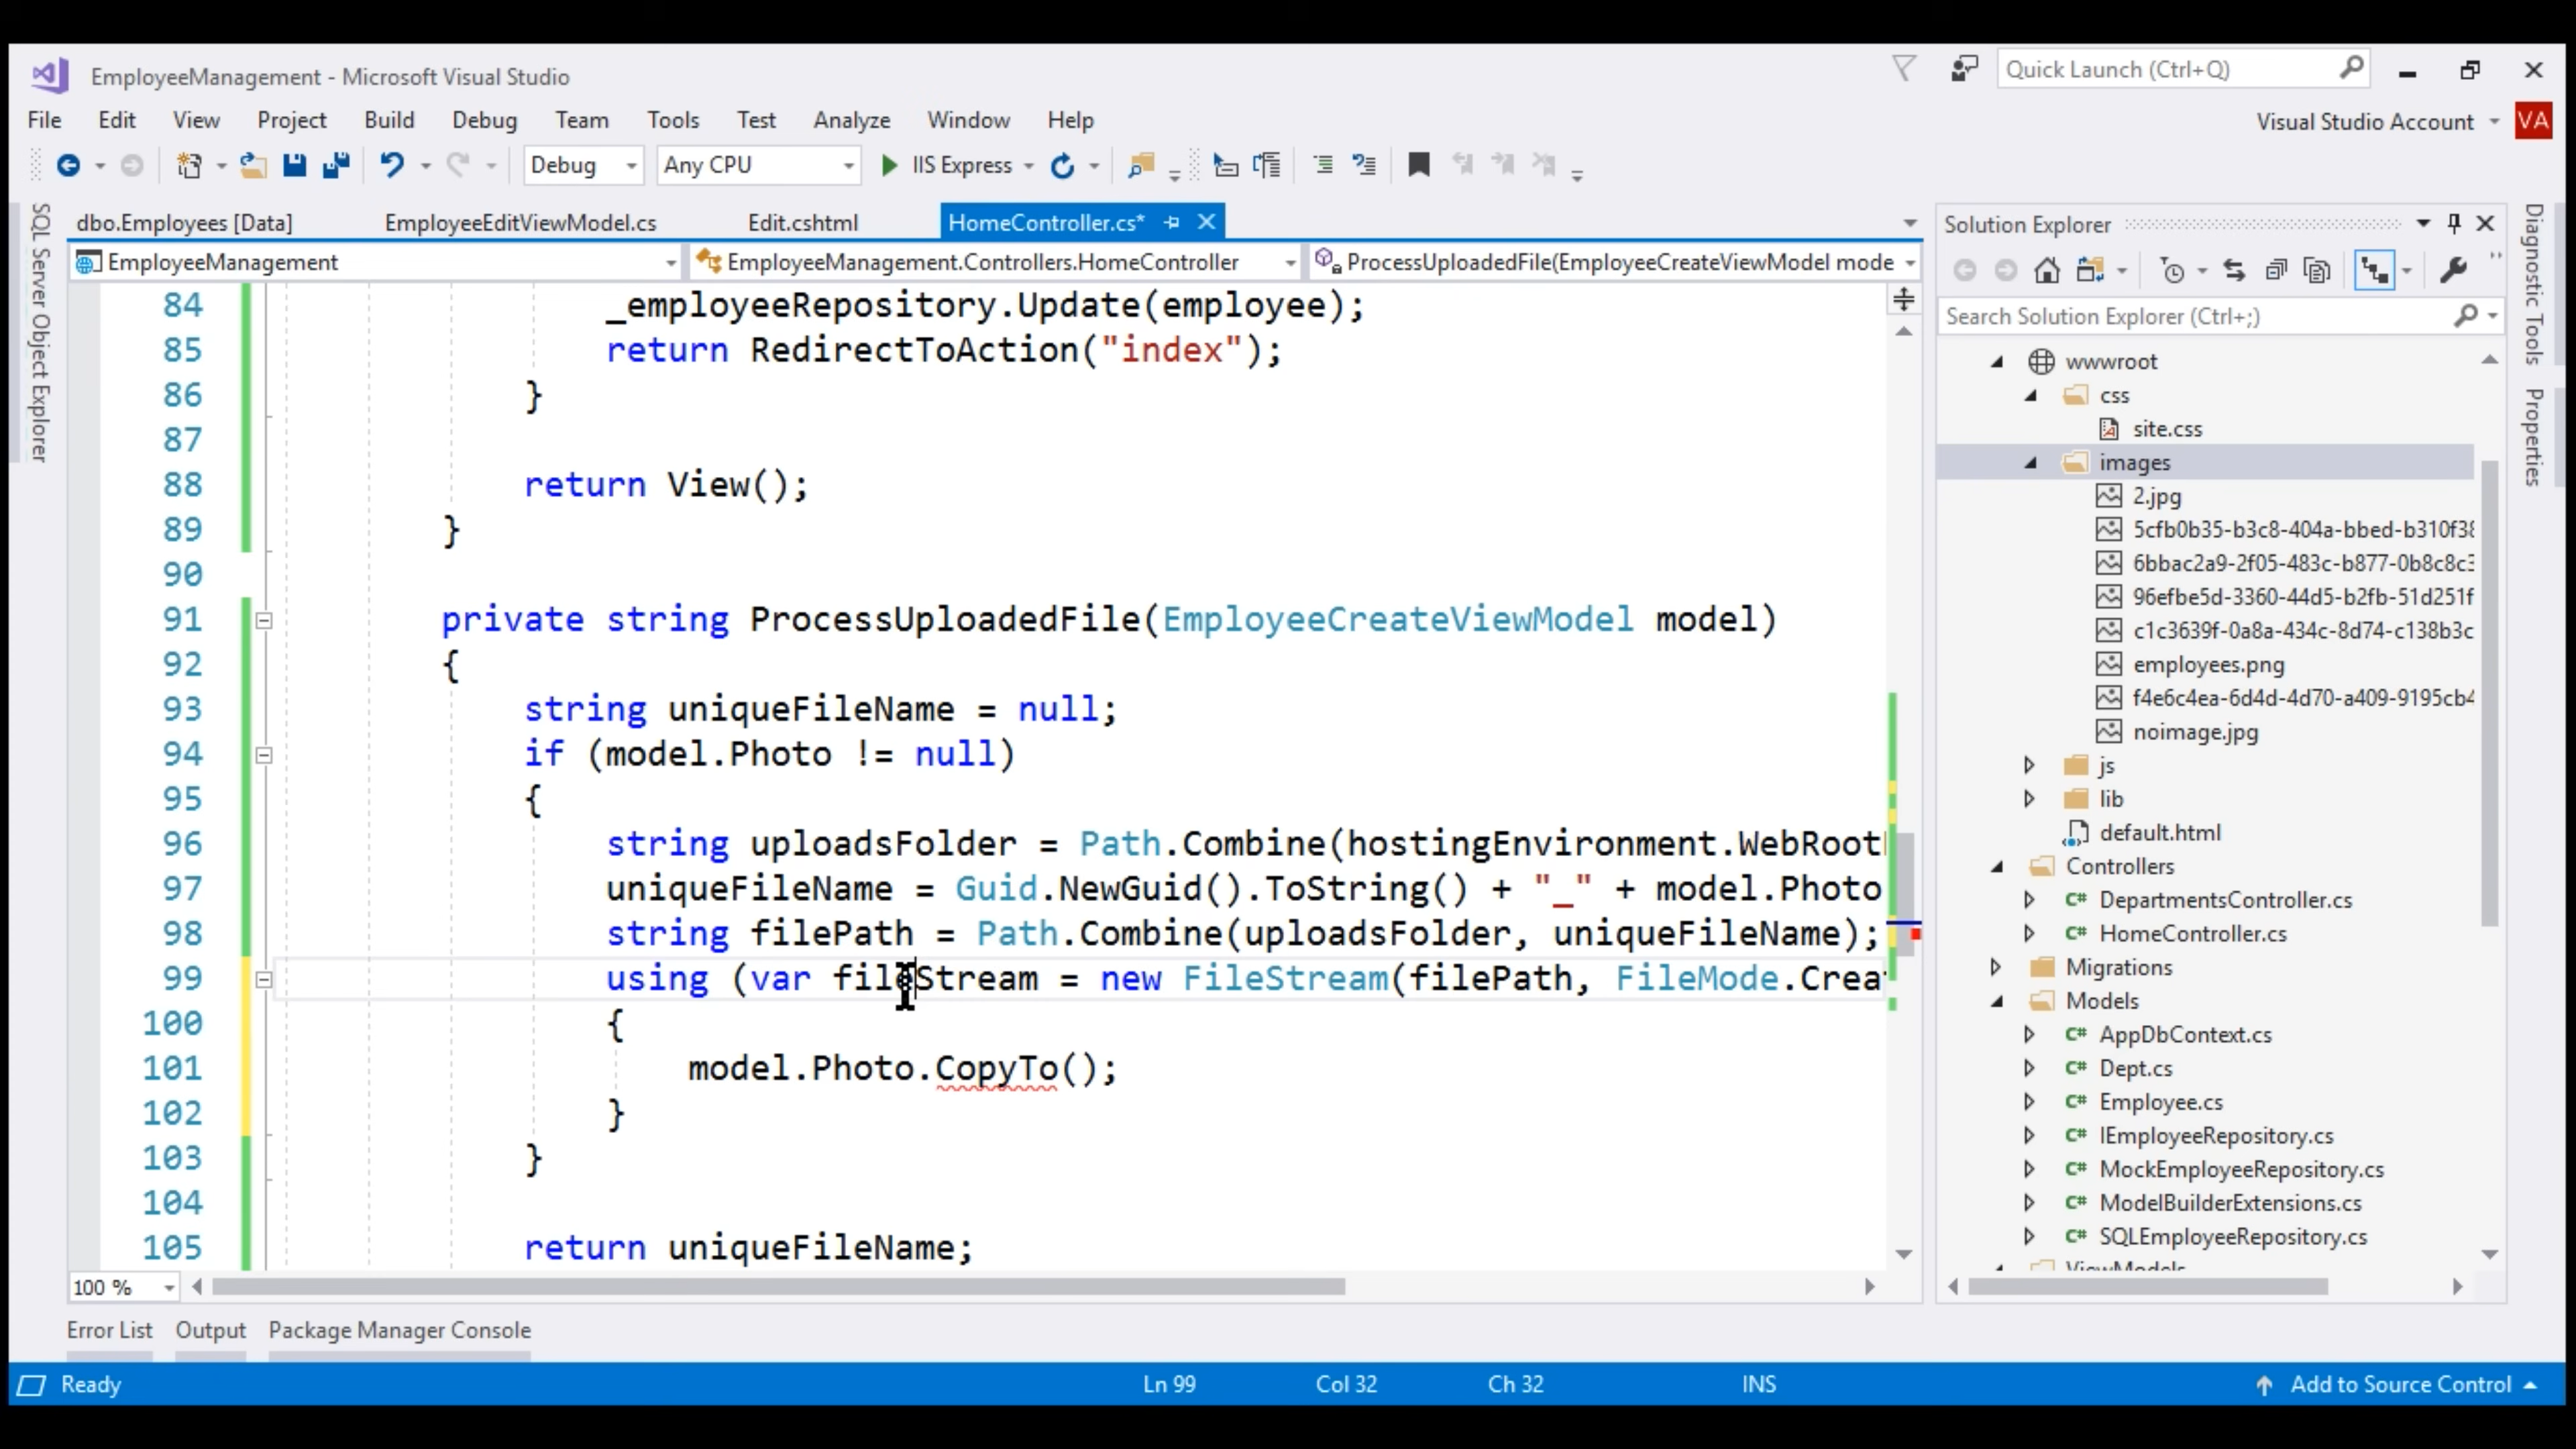 EmployeeManagement - Microsoft Visual Studio
Quick Launch (Ctrl+Q)
File Edit View Project Build Debug Team Tools Test Analyze Window Help
Visual Studio Account VA
Debug Any CPU IIS Express
SQL Server Object Explorer
dbo.Employees [Data] EmployeeEditViewModel.cs Edit.cshtml HomeController.cs*
EmployeeManagement EmployeeManagement.Controllers.HomeController ProcessUploadedFile(EmployeeCreateViewModel mode
84 _employeeRepository.Update(employee);
85 return RedirectToAction("index");
86 }
87
88 return View();
89 }
90
91 private string ProcessUploadedFile(EmployeeCreateViewModel model)
92 {
93 string uniqueFileName = null;
94 if (model.Photo != null)
95 {
96 string uploadsFolder = Path.Combine(hostingEnvironment.WebRoot
97 uniqueFileName = Guid.NewGuid().ToString() + "_" + model.Photo
98 string filePath = Path.Combine(uploadsFolder, uniqueFileName);
99 using (var fileStream = new FileStream(filePath, FileMode.Crea
100 {
101 model.Photo.CopyTo();
102 }
103 }
104
105 return uniqueFileName;
100 %
Solution Explorer
Search Solution Explorer (Ctrl+;)
wwwroot
css
site.css
images
2.jpg
5cfb0b35-b3c8-404a-bbed-b310f38
6bbac2a9-2f05-483c-b877-0b8c8c3
96efbe5d-3360-44d5-b2fb-51d251f
c1c3639f-0a8a-434c-8d74-c138b3c
employees.png
f4e6c4ea-6d4d-4d70-a409-9195cb4
noimage.jpg
js
lib
default.html
Controllers
C# DepartmentsController.cs
C# HomeController.cs
Migrations
Models
C# AppDbContext.cs
C# Dept.cs
C# Employee.cs
C# IEmployeeRepository.cs
C# MockEmployeeRepository.cs
C# ModelBuilderExtensions.cs
C# SQLEmployeeRepository.cs
ViewModels
Diagnostic Tools
Properties
Error List Output Package Manager Console
Ready Ln 99 Col 32 Ch 32 INS Add to Source Control